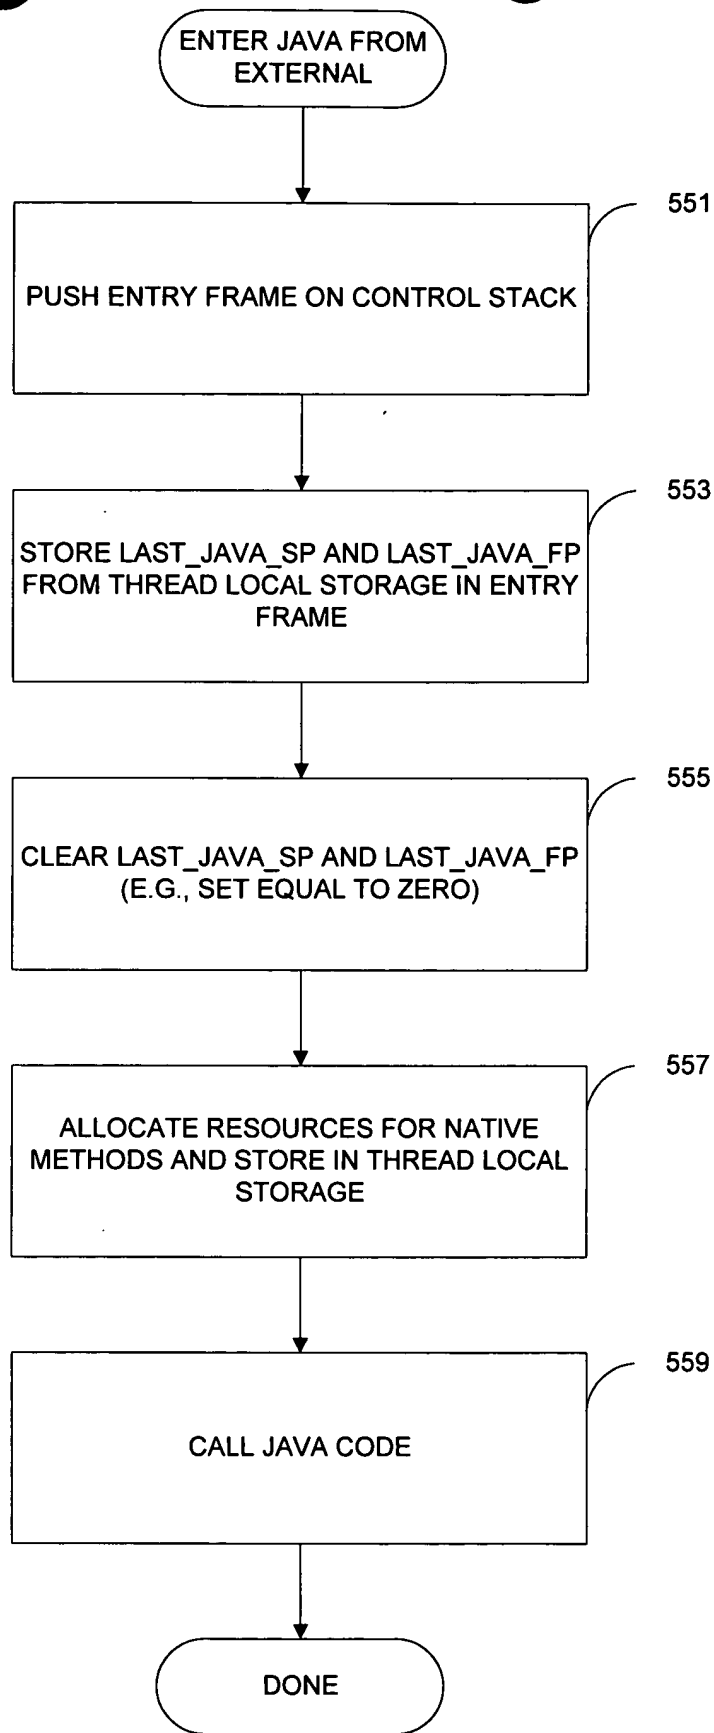 ENTER JAVA FROM
EXTERNAL
551
PUSH ENTRY FRAME ON CONTROL STACK
553
STORE LAST_JAVA_SP AND LAST_JAVA_FP
FROM THREAD LOCAL STORAGE IN ENTRY
FRAME
555
CLEAR LAST_JAVA_SP AND LAST_JAVA_FP
(E.G., SET EQUAL TO ZERO)
557
ALLOCATE RESOURCES FOR NATIVE
METHODS AND STORE IN THREAD LOCAL
STORAGE
559
CALL JAVA CODE
DONE